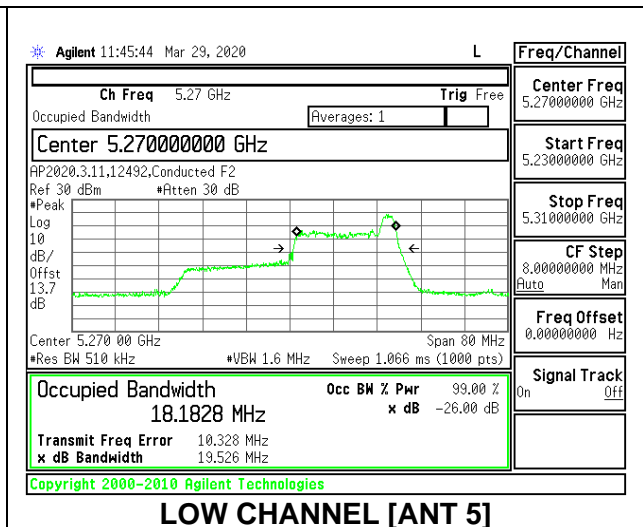 Agilent 11:45:44 Mar 29, 2020 L
Freq/Channel
Ch Freq 5.27 GHz Trig Free
Occupied Bandwidth Averages: 1
Center 5.270000000 GHz
AP2020.3.11,12492,Conducted F2
Ref 30 dBm #Atten 30 dB
#Peak
Log
10
dB/
Offst
13.7
dB
Center 5.270 00 GHz Span 80 MHz
#Res BW 510 kHz #VBW 1.6 MHz Sweep 1.066 ms (1000 pts)
Occupied Bandwidth Occ BW % Pwr 99.00 %
18.1828 MHz x dB -26.00 dB
Transmit Freq Error 10.328 MHz
x dB Bandwidth 19.526 MHz
Copyright 2000-2010 Agilent Technologies
Center Freq
5.27000000 GHz
Start Freq
5.23000000 GHz
Stop Freq
5.31000000 GHz
CF Step
8.00000000 MHz
Auto Man
Freq Offset
0.00000000 Hz
Signal Track
On Off
LOW CHANNEL [ANT 5]